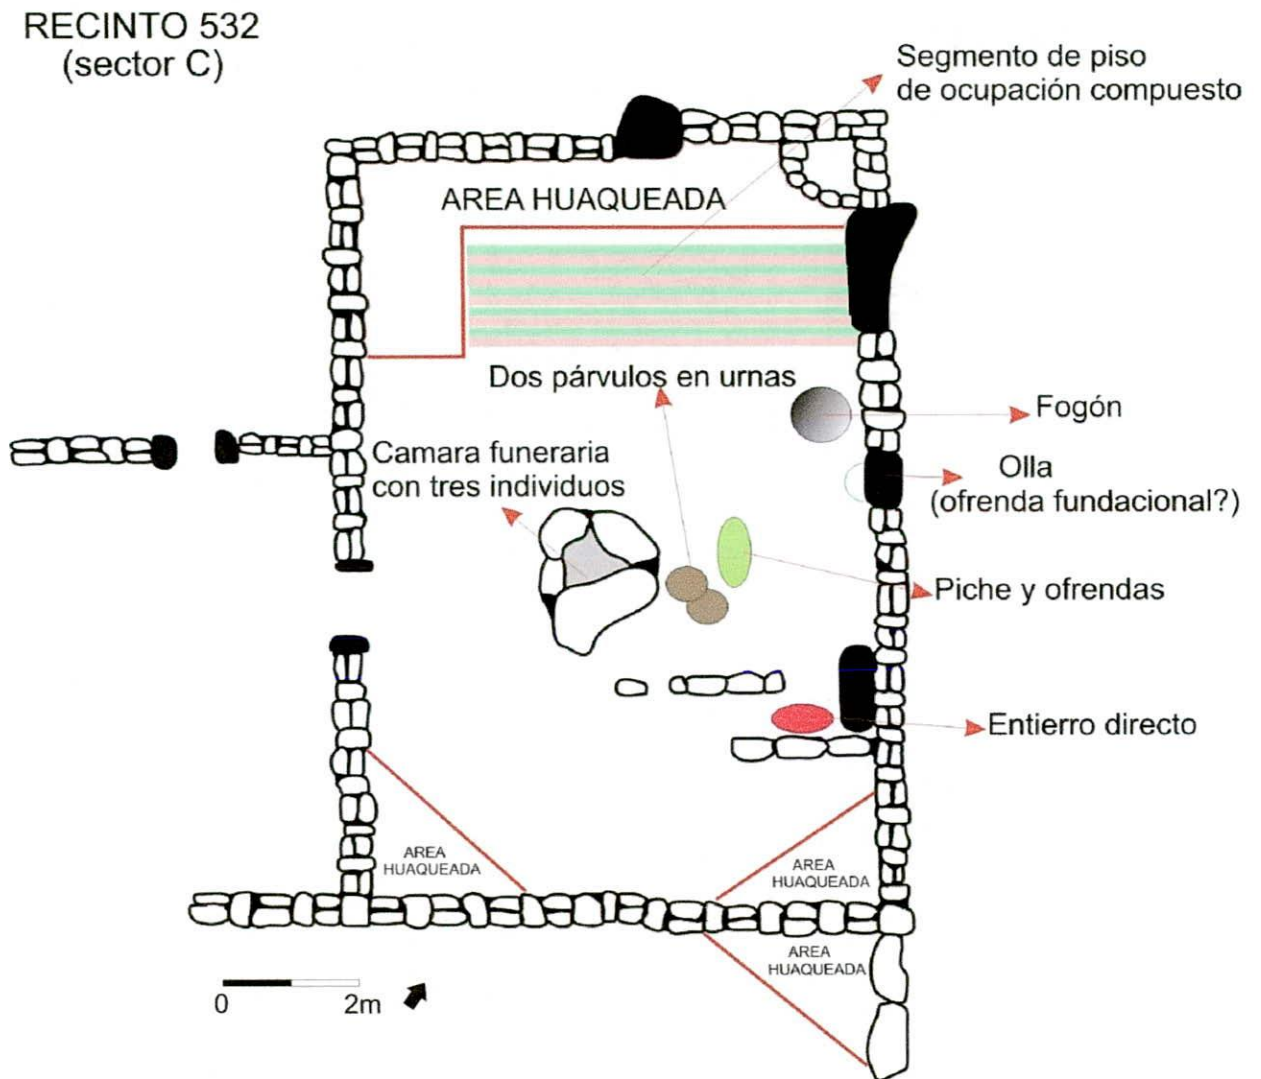 RECINTO 532
(sector C)
Segmento de piso
de ocupación compuesto
AREA HUAQUEADA
Dos párvulos en urnas
Fogón
Camara funeraria
con tres individuos
Olla
(ofrenda fundacional?)
Piche y ofrendas
Entierro directo
AREA
HUAQUEADA
AREA
HUAQUEADA
AREA
HUAQUEADA
0 2m